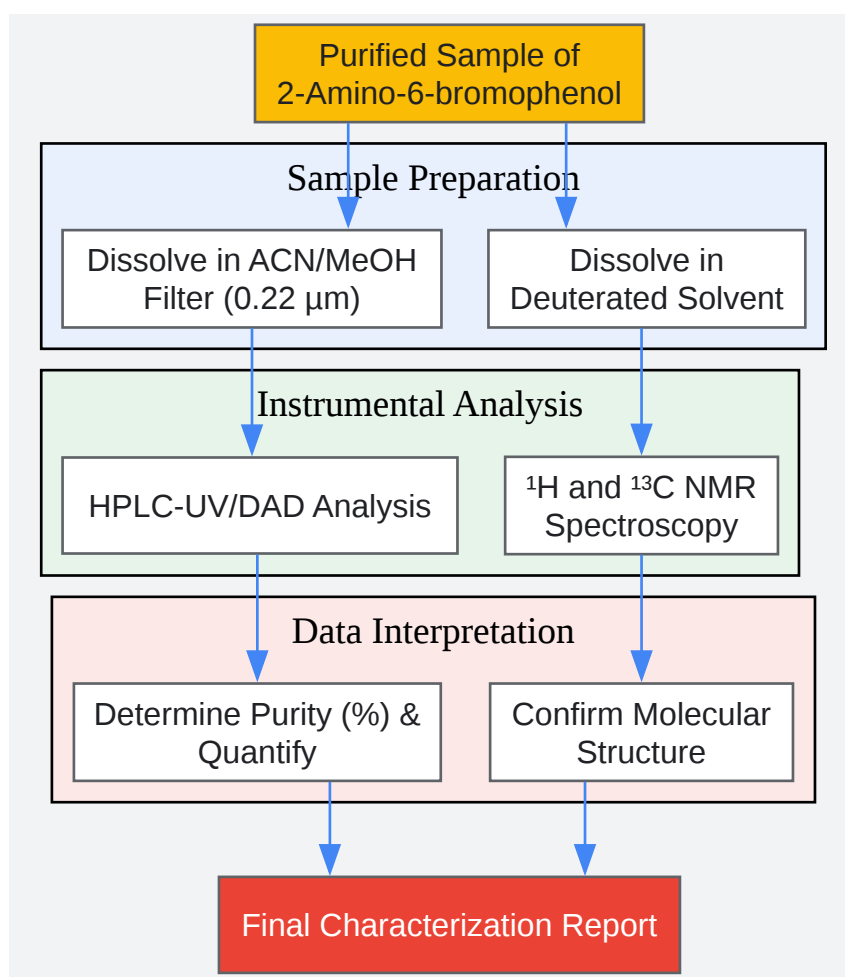 Purified Sample of
2-Amino-6-bromophenol
Sample Preparation
Dissolve in ACN/MeOH
Filter (0.22 µm)
Dissolve in
Deuterated Solvent
Instrumental Analysis
HPLC-UV/DAD Analysis
¹H and ¹³C NMR
Spectroscopy
Data Interpretation
Determine Purity (%) &
Quantify
Confirm Molecular
Structure
Final Characterization Report